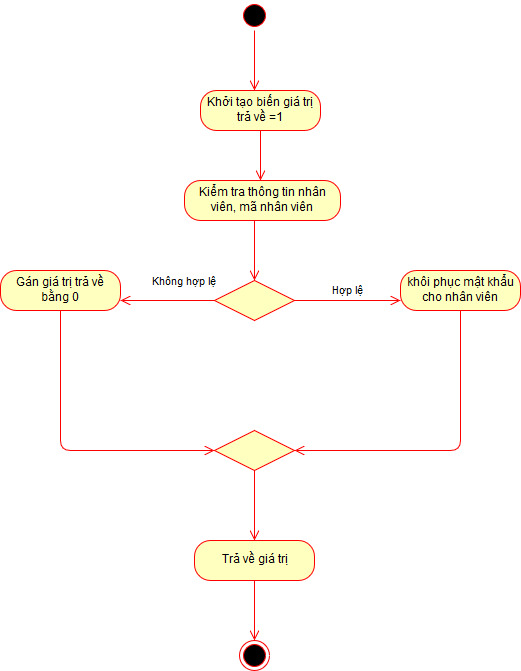 Khởi tạo biến giá trị
trả về =1
Kiểm tra thông tin nhân
viên, mã nhân viên
Không hợp lệ
Hợp lệ
Gán giá trị trả về
bằng 0
khôi phục mật khẩu
cho nhân viên
Trả về giá trị